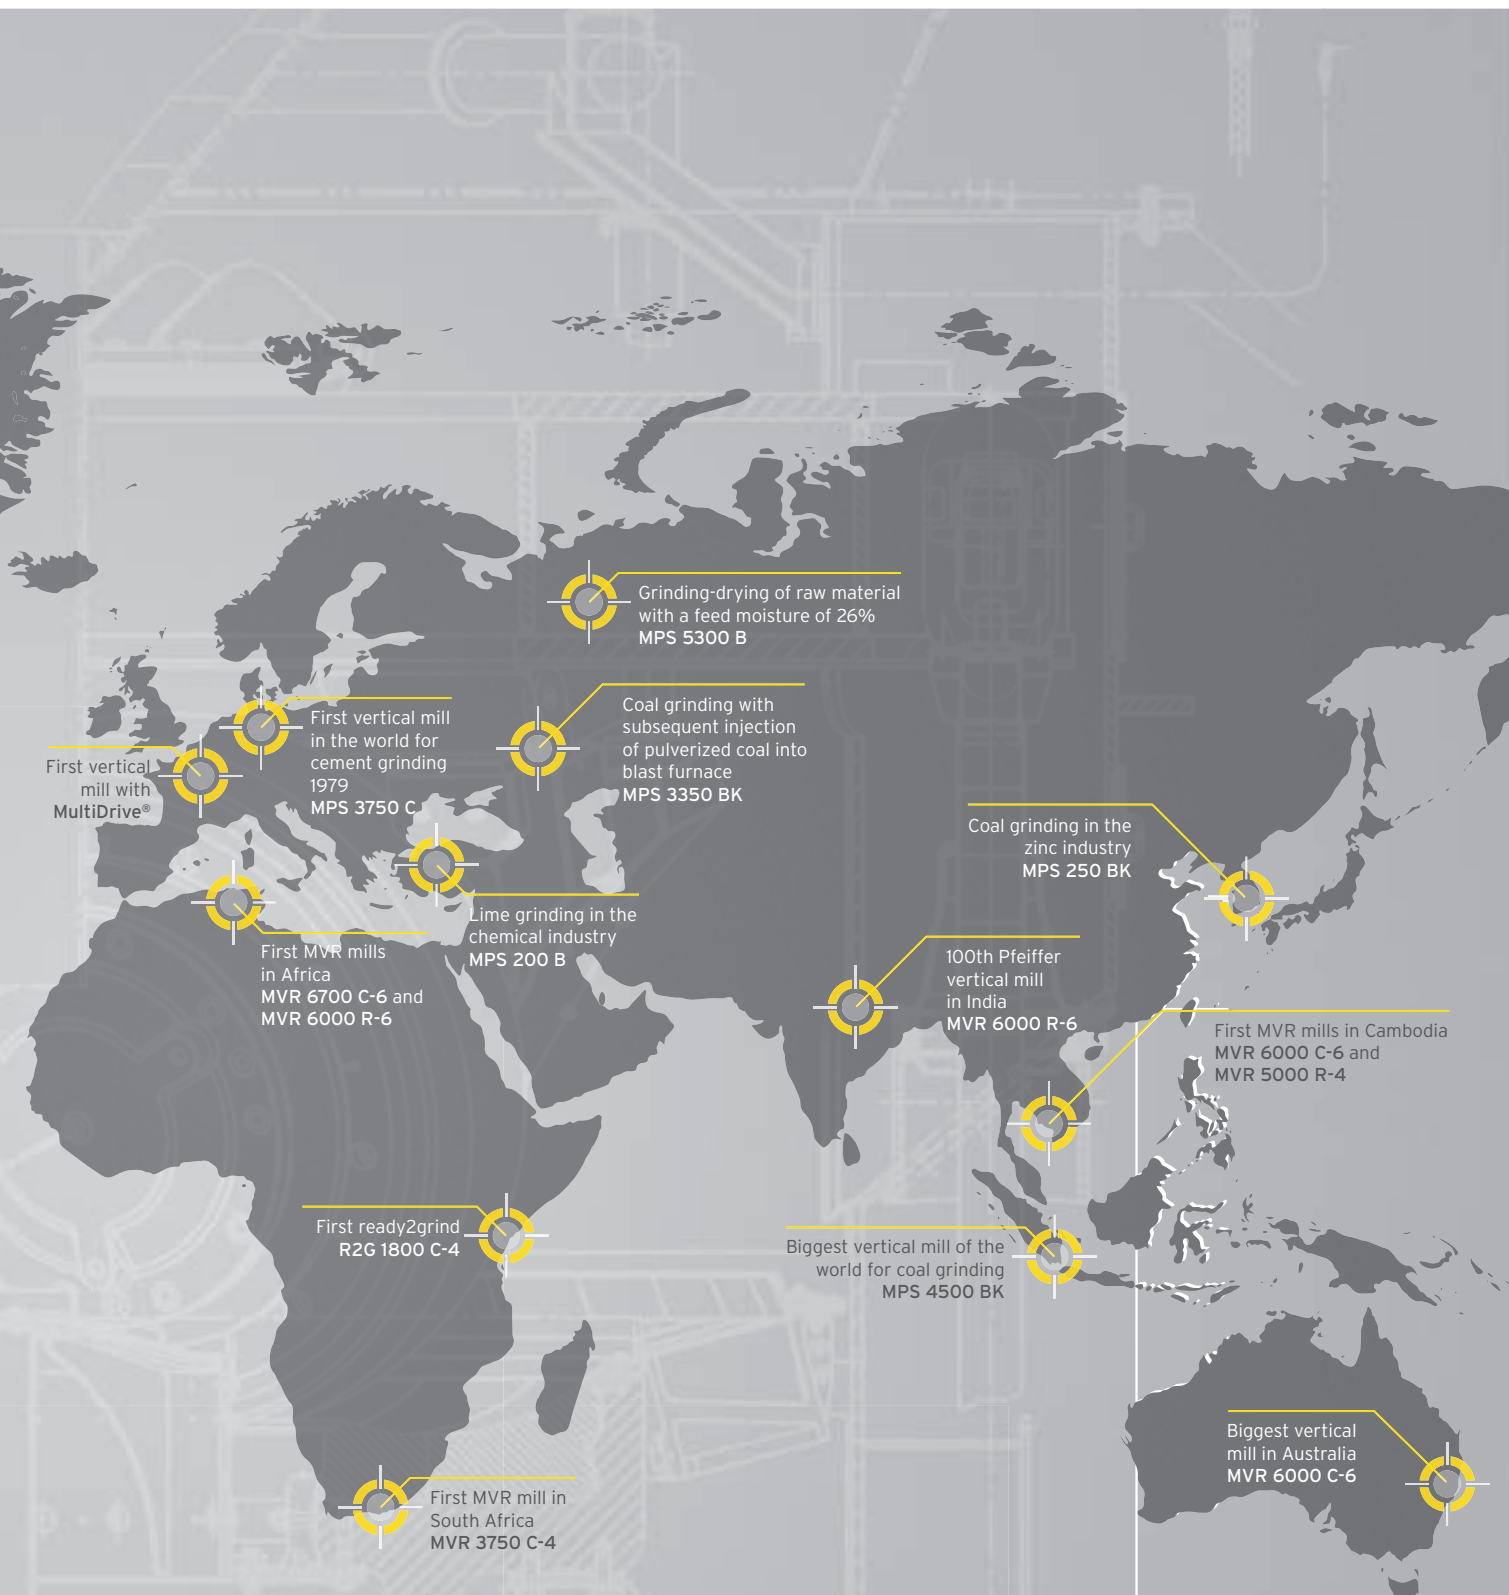 Grinding-drying of raw material
with a feed moisture of 26%
MPS 5300 B
Coal grinding with
subsequent injection
of pulverized coal into
blast furnace
MPS 3350 BK
First vertical mill
in the world for
cement grinding
1979
MPS 3750 C
First vertical
mill with
MultiDrive®
Coal grinding in the
zinc industry
MPS 250 BK
Lime grinding in the
chemical industry
MPS 200 B
First MVR mills
in Africa
MVR 6700 C-6 and
MVR 6000 R-6
100th Pfeiffer
vertical mill
in India
MVR 6000 R-6
First MVR mills in Cambodia
MVR 6000 C-6 and
MVR 5000 R-4
First ready2grind
R2G 1800 C-4
Biggest vertical mill of the
world for coal grinding
MPS 4500 BK
Biggest vertical
mill in Australia
MVR 6000 C-6
First MVR mill in
South Africa
MVR 3750 C-4